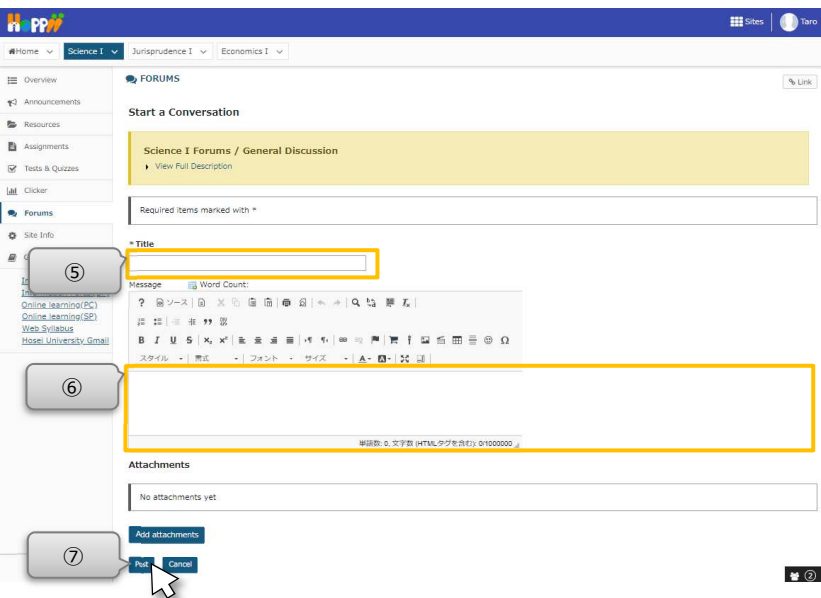 Hoppii
Sites
Taro
Home
Science I
Jurisprudence I
Economics I
Overview
Announcements
Resources
Assignments
Tests & Quizzes
Clicker
Forums
Site Info
Online learning(PC)
Online learning(SP)
Web Syllabus
Hosei University Gmail
FORUMS
Link
Start a Conversation
Science I Forums / General Discussion
View Full Description
Required items marked with *
⑤
* Title
Message
Word Count:
? ソース
B I U S x₂ x² Ω
スタイル 書式 フォント サイズ A A
⑥
単語数: 0, 文字数 (HTMLタグを含む): 0/1000000
Attachments
No attachments yet
Add attachments
⑦
Post
Cancel
②